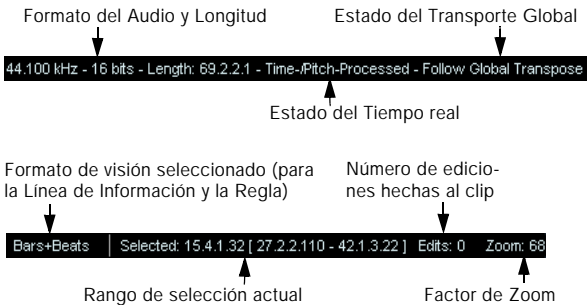 Formato del Audio y Longitud
Estado del Transporte Global
44.100 kHz - 16 bits - Length: 69.2.2.1 - Time-/Pitch-Processed - Follow Global Transpose
Estado del Tiempo real
Formato de visión seleccionado (para
la Línea de Información y la Regla)
Número de edicio-
nes hechas al clip
Bars+Beats | Selected: 15.4.1.32 [ 27.2.2.110 - 42.1.3.22 ] Edits: 0 Zoom: 68
Rango de selección actual
Factor de Zoom